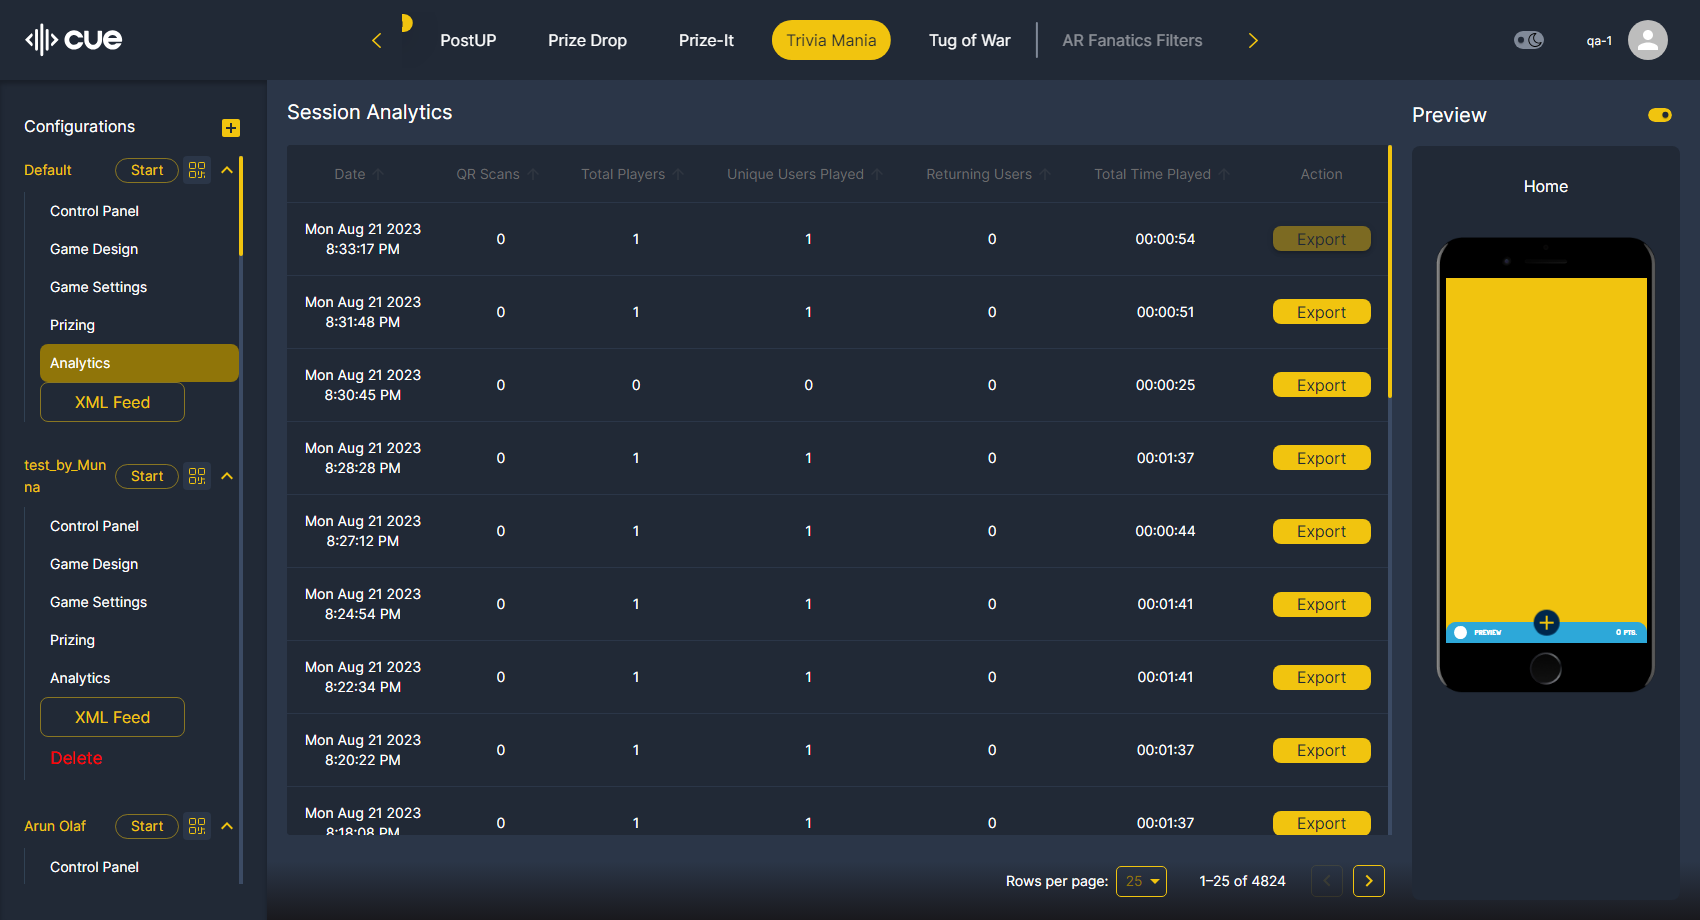 cue
PostUP
Prize Drop
Prize-It
Trivia Mania
Tug of War
AR Fanatics Filters
qa-1
Configurations
Default
Start
Control Panel
Game Design
Game Settings
Prizing
Analytics
XML Feed
test_by_Mun
na
Start
Control Panel
Game Design
Game Settings
Prizing
Analytics
XML Feed
Delete
Arun Olaf
Start
Control Panel
Session Analytics
Date QR Scans Total Players Unique Users Played Returning Users Total Time Played Action
Mon Aug 21 2023
8:33:17 PM
0 1 1 0 00:00:54 Export
Mon Aug 21 2023
8:31:48 PM
0 1 1 0 00:00:51 Export
Mon Aug 21 2023
8:30:45 PM
0 0 0 0 00:00:25 Export
Mon Aug 21 2023
8:28:28 PM
0 1 1 0 00:01:37 Export
Mon Aug 21 2023
8:27:12 PM
0 1 1 0 00:00:44 Export
Mon Aug 21 2023
8:24:54 PM
0 1 1 0 00:01:41 Export
Mon Aug 21 2023
8:22:34 PM
0 1 1 0 00:01:41 Export
Mon Aug 21 2023
8:20:22 PM
0 1 1 0 00:01:37 Export
Mon Aug 21 2023
8:18:08 PM
0 1 1 0 00:01:37 Export
Rows per page: 25 1–25 of 4824
Preview
Home
PREVIEW
0 PTS.